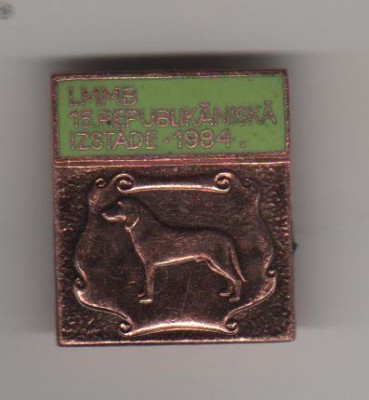 LMMB
15 REPUBLIKĀNISKĀ
IZSTĀDE · 1984 .